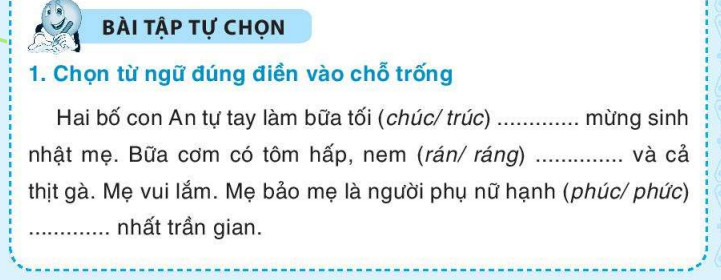 BÀI TẬP TỰ CHỌN
1. Chọn từ ngữ đúng điền vào chỗ trống
Hai bố con An tự tay làm bữa tối (chúc/ trúc) ............. mừng sinh
nhật mẹ. Bữa cơm có tôm hấp, nem (rán/ ráng) .............. và cả
thịt gà. Mẹ vui lắm. Mẹ bảo mẹ là người phụ nữ hạnh (phúc/ phức)
............. nhất trần gian.